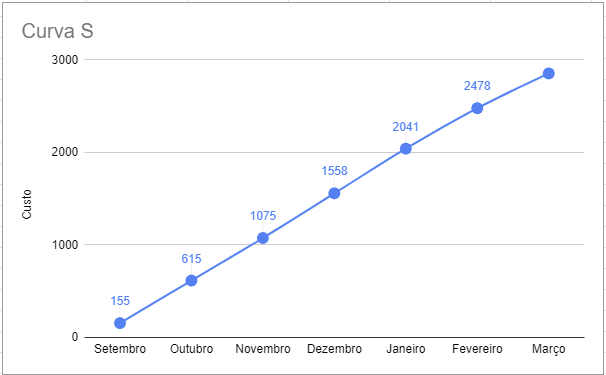 Curva S
3000
2000
1000
0
Custo
155
615
1075
1558
2041
2478
Setembro
Outubro
Novembro
Dezembro
Janeiro
Fevereiro
Março